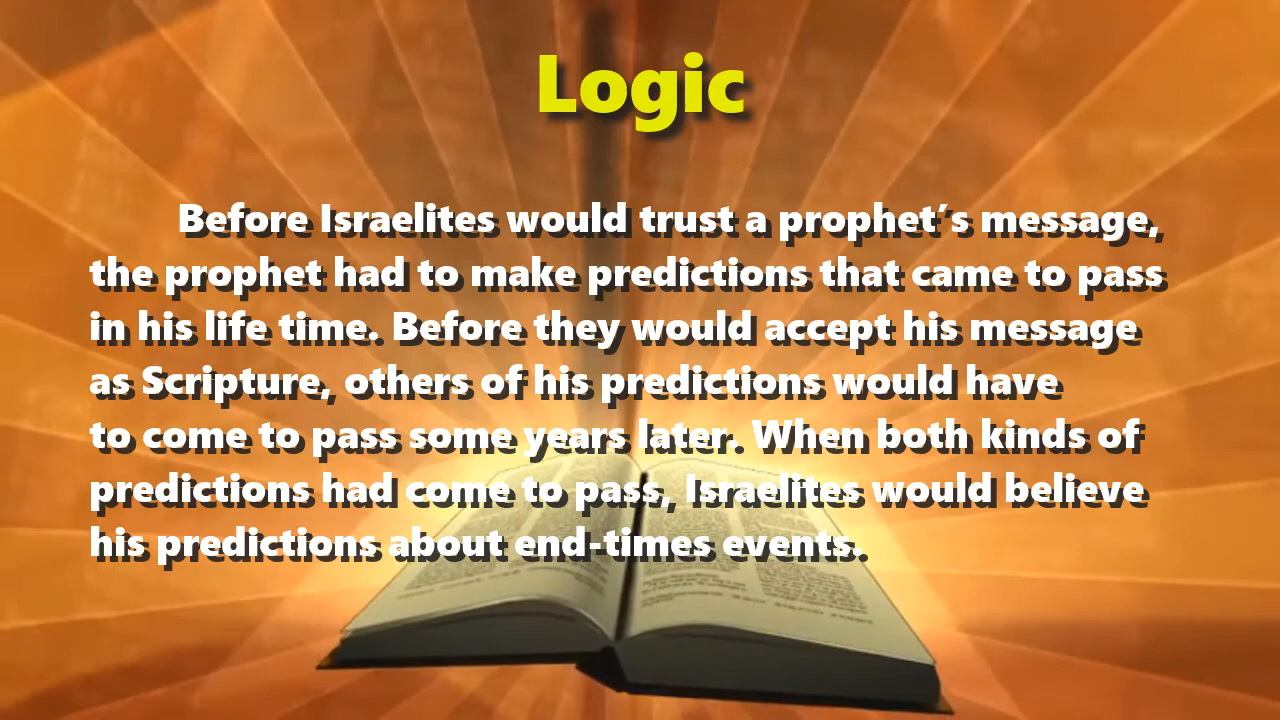 Logic
Before Israelites would trust a prophet’s message,
the prophet had to make predictions that came to pass
in his life time. Before they would accept his message
as Scripture, others of his predictions would have
to come to pass some years later. When both kinds of
predictions had come to pass, Israelites would believe
his predictions about end-times events.